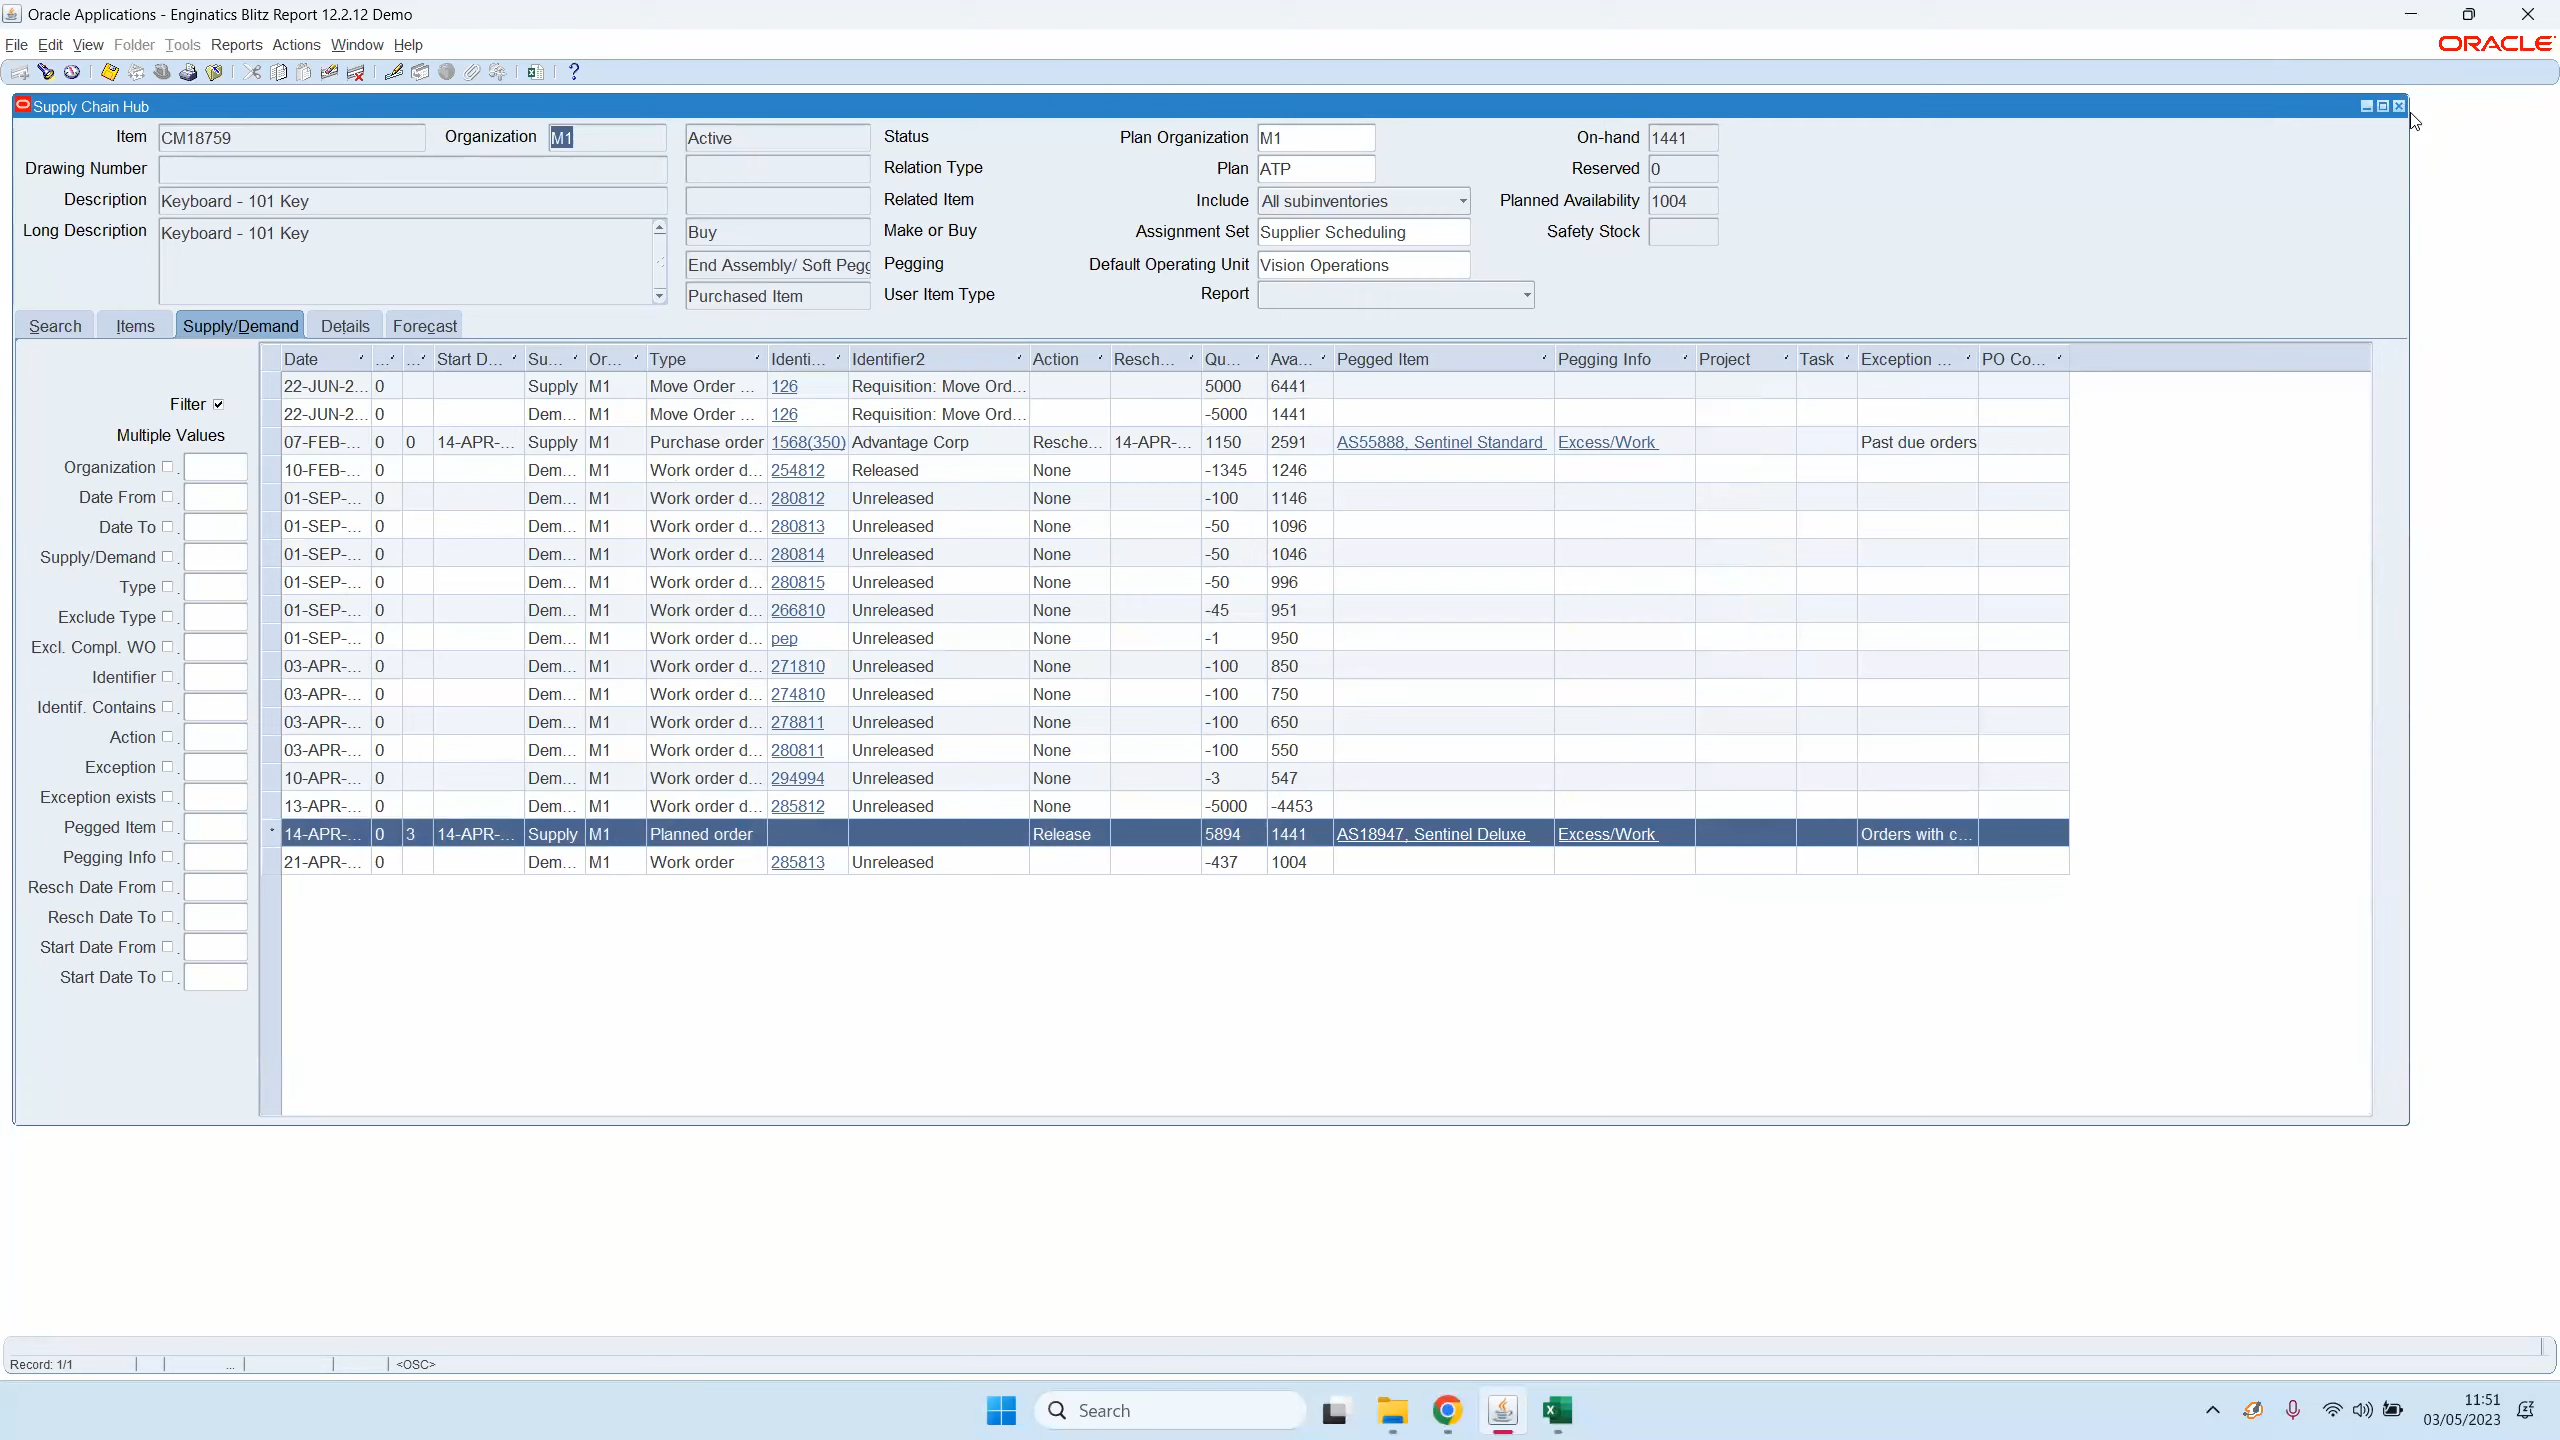 Oracle Applications - Enginatics Blitz Report 12.2.12 Demo
File Edit View Folder Tools Reports Actions Window Help
ORACLE
Supply Chain Hub
Item CM18759 Organization M1 Active Status Plan Organization M1 On-hand 1441
Drawing Number Relation Type Plan ATP Reserved 0
Description Keyboard - 101 Key Related Item Include All subinventories Planned Availability 1004
Long Description Keyboard - 101 Key Buy Make or Buy Assignment Set Supplier Scheduling Safety Stock
End Assembly/ Soft Pegg Pegging Default Operating Unit Vision Operations
Purchased Item User Item Type Report
Search Items Supply/Demand Details Forecast
Date ... ... Start D... Su... Or... Type Identi... Identifier2 Action Resch... Qu... Ava... Pegged Item Pegging Info Project Task Exception ... PO Co...
22-JUN-2... 0 Supply M1 Move Order ... 126 Requisition: Move Ord... 5000 6441
22-JUN-2... 0 Dem... M1 Move Order ... 126 Requisition: Move Ord... -5000 1441
07-FEB-... 0 0 14-APR-... Supply M1 Purchase order 1568(350) Advantage Corp Resche... 14-APR-... 1150 2591 AS55888, Sentinel Standard Excess/Work Past due orders
10-FEB-... 0 Dem... M1 Work order d... 254812 Released None -1345 1246
01-SEP-... 0 Dem... M1 Work order d... 280812 Unreleased None -100 1146
01-SEP-... 0 Dem... M1 Work order d... 280813 Unreleased None -50 1096
01-SEP-... 0 Dem... M1 Work order d... 280814 Unreleased None -50 1046
01-SEP-... 0 Dem... M1 Work order d... 280815 Unreleased None -50 996
01-SEP-... 0 Dem... M1 Work order d... 266810 Unreleased None -45 951
01-SEP-... 0 Dem... M1 Work order d... pep Unreleased None -1 950
03-APR-... 0 Dem... M1 Work order d... 271810 Unreleased None -100 850
03-APR-... 0 Dem... M1 Work order d... 274810 Unreleased None -100 750
03-APR-... 0 Dem... M1 Work order d... 278811 Unreleased None -100 650
03-APR-... 0 Dem... M1 Work order d... 280811 Unreleased None -100 550
10-APR-... 0 Dem... M1 Work order d... 294994 Unreleased None -3 547
13-APR-... 0 Dem... M1 Work order d... 285812 Unreleased None -5000 -4453
14-APR-... 0 3 14-APR-... Supply M1 Planned order Release 5894 1441 AS18947, Sentinel Deluxe Excess/Work Orders with c...
21-APR-... 0 Dem... M1 Work order 285813 Unreleased -437 1004
Filter
Multiple Values
Organization
Date From
Date To
Supply/Demand
Type
Exclude Type
Excl. Compl. WO
Identifier
Identif. Contains
Action
Exception
Exception exists
Pegged Item
Pegging Info
Resch Date From
Resch Date To
Start Date From
Start Date To
Record: 1/1 ... <OSC>
Search
11:51
03/05/2023